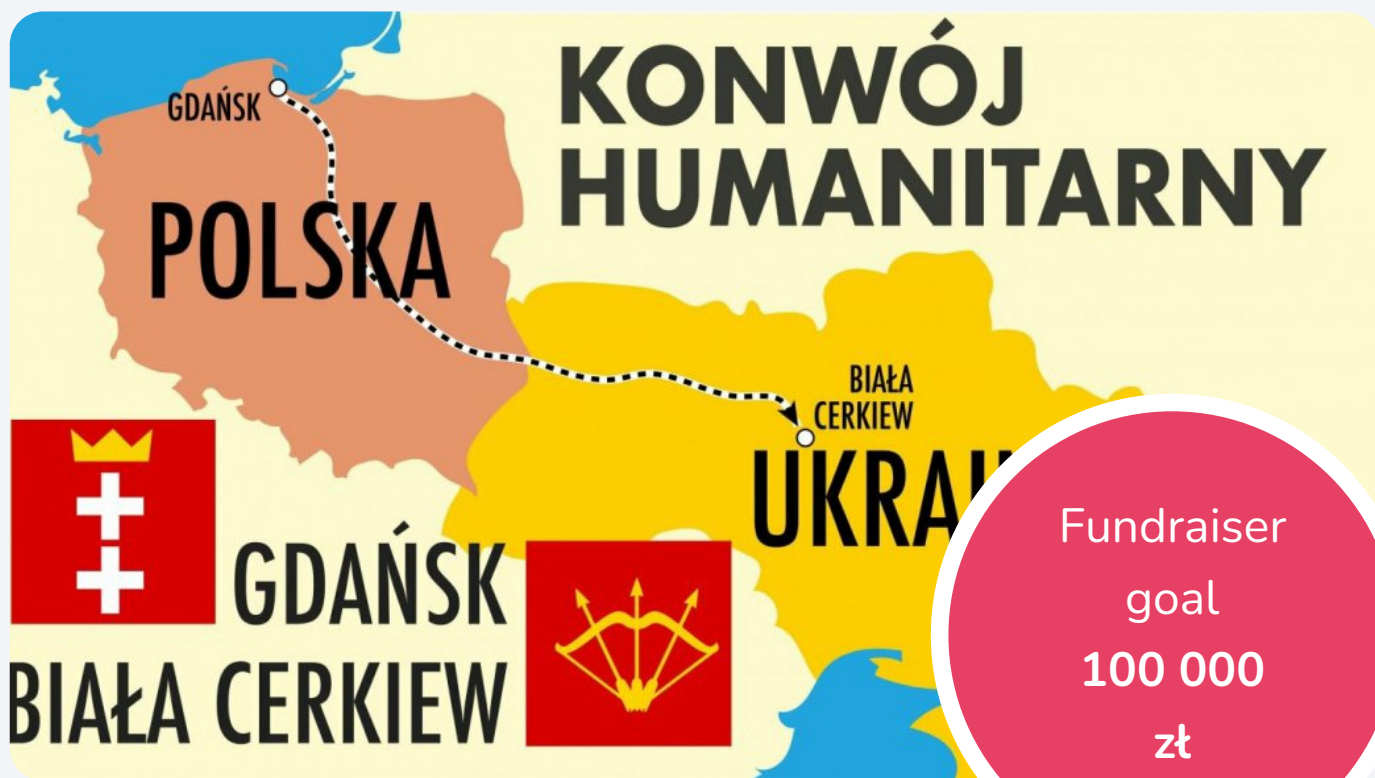 KONWÓJ
HUMANITARNY
GDAŃSK
POLSKA
BIAŁA
CERKIEW
GDAŃSK
BIAŁA CERKIEW
Fundraiser
goal
100 000
zł